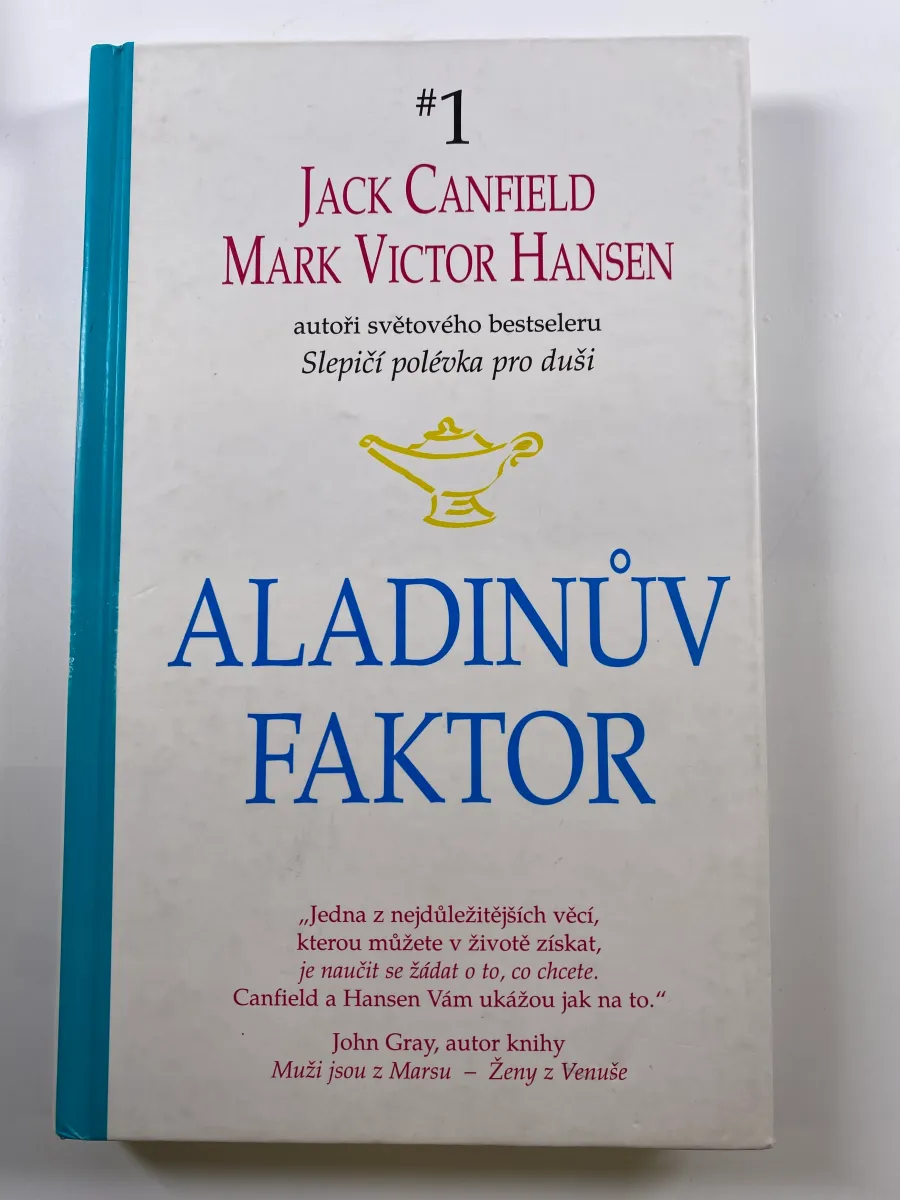 #1
JACK CANFIELD
MARK VICTOR HANSEN
autoři světového bestseleru
Slepičí polévka pro duši
ALADINŮV
FAKTOR
„Jedna z nejdůležitějších věcí,
kterou můžete v životě získat,
je naučit se žádat o to, co chcete.
Canfield a Hansen Vám ukážou jak na to.“
John Gray, autor knihy
Muži jsou z Marsu – Ženy z Venuše